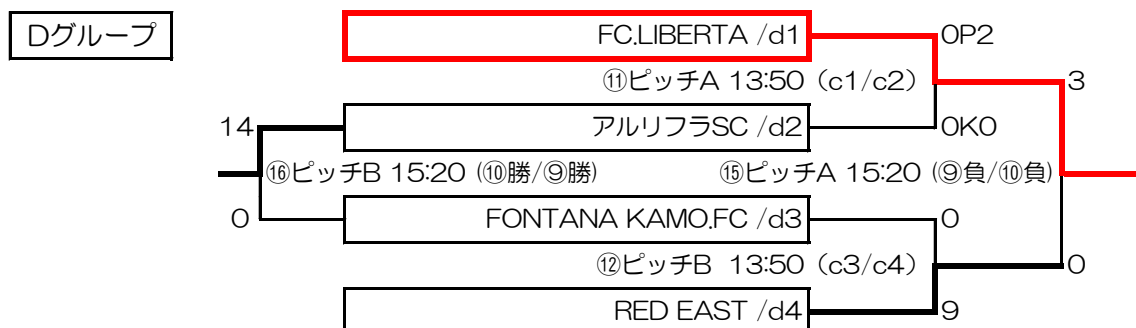 Dグループ
FC.LIBERTA /d1
0P2
⑪ピッチA 13:50（c1/c2）
3
14
アルリフラSC /d2
0K0
⑯ピッチB 15:20 (⑩勝/⑨勝)
⑮ピッチA 15:20 (⑨負/⑩負)
0
FONTANA KAMO.FC /d3
0
⑫ピッチB 13:50（c3/c4）
0
RED EAST /d4
9